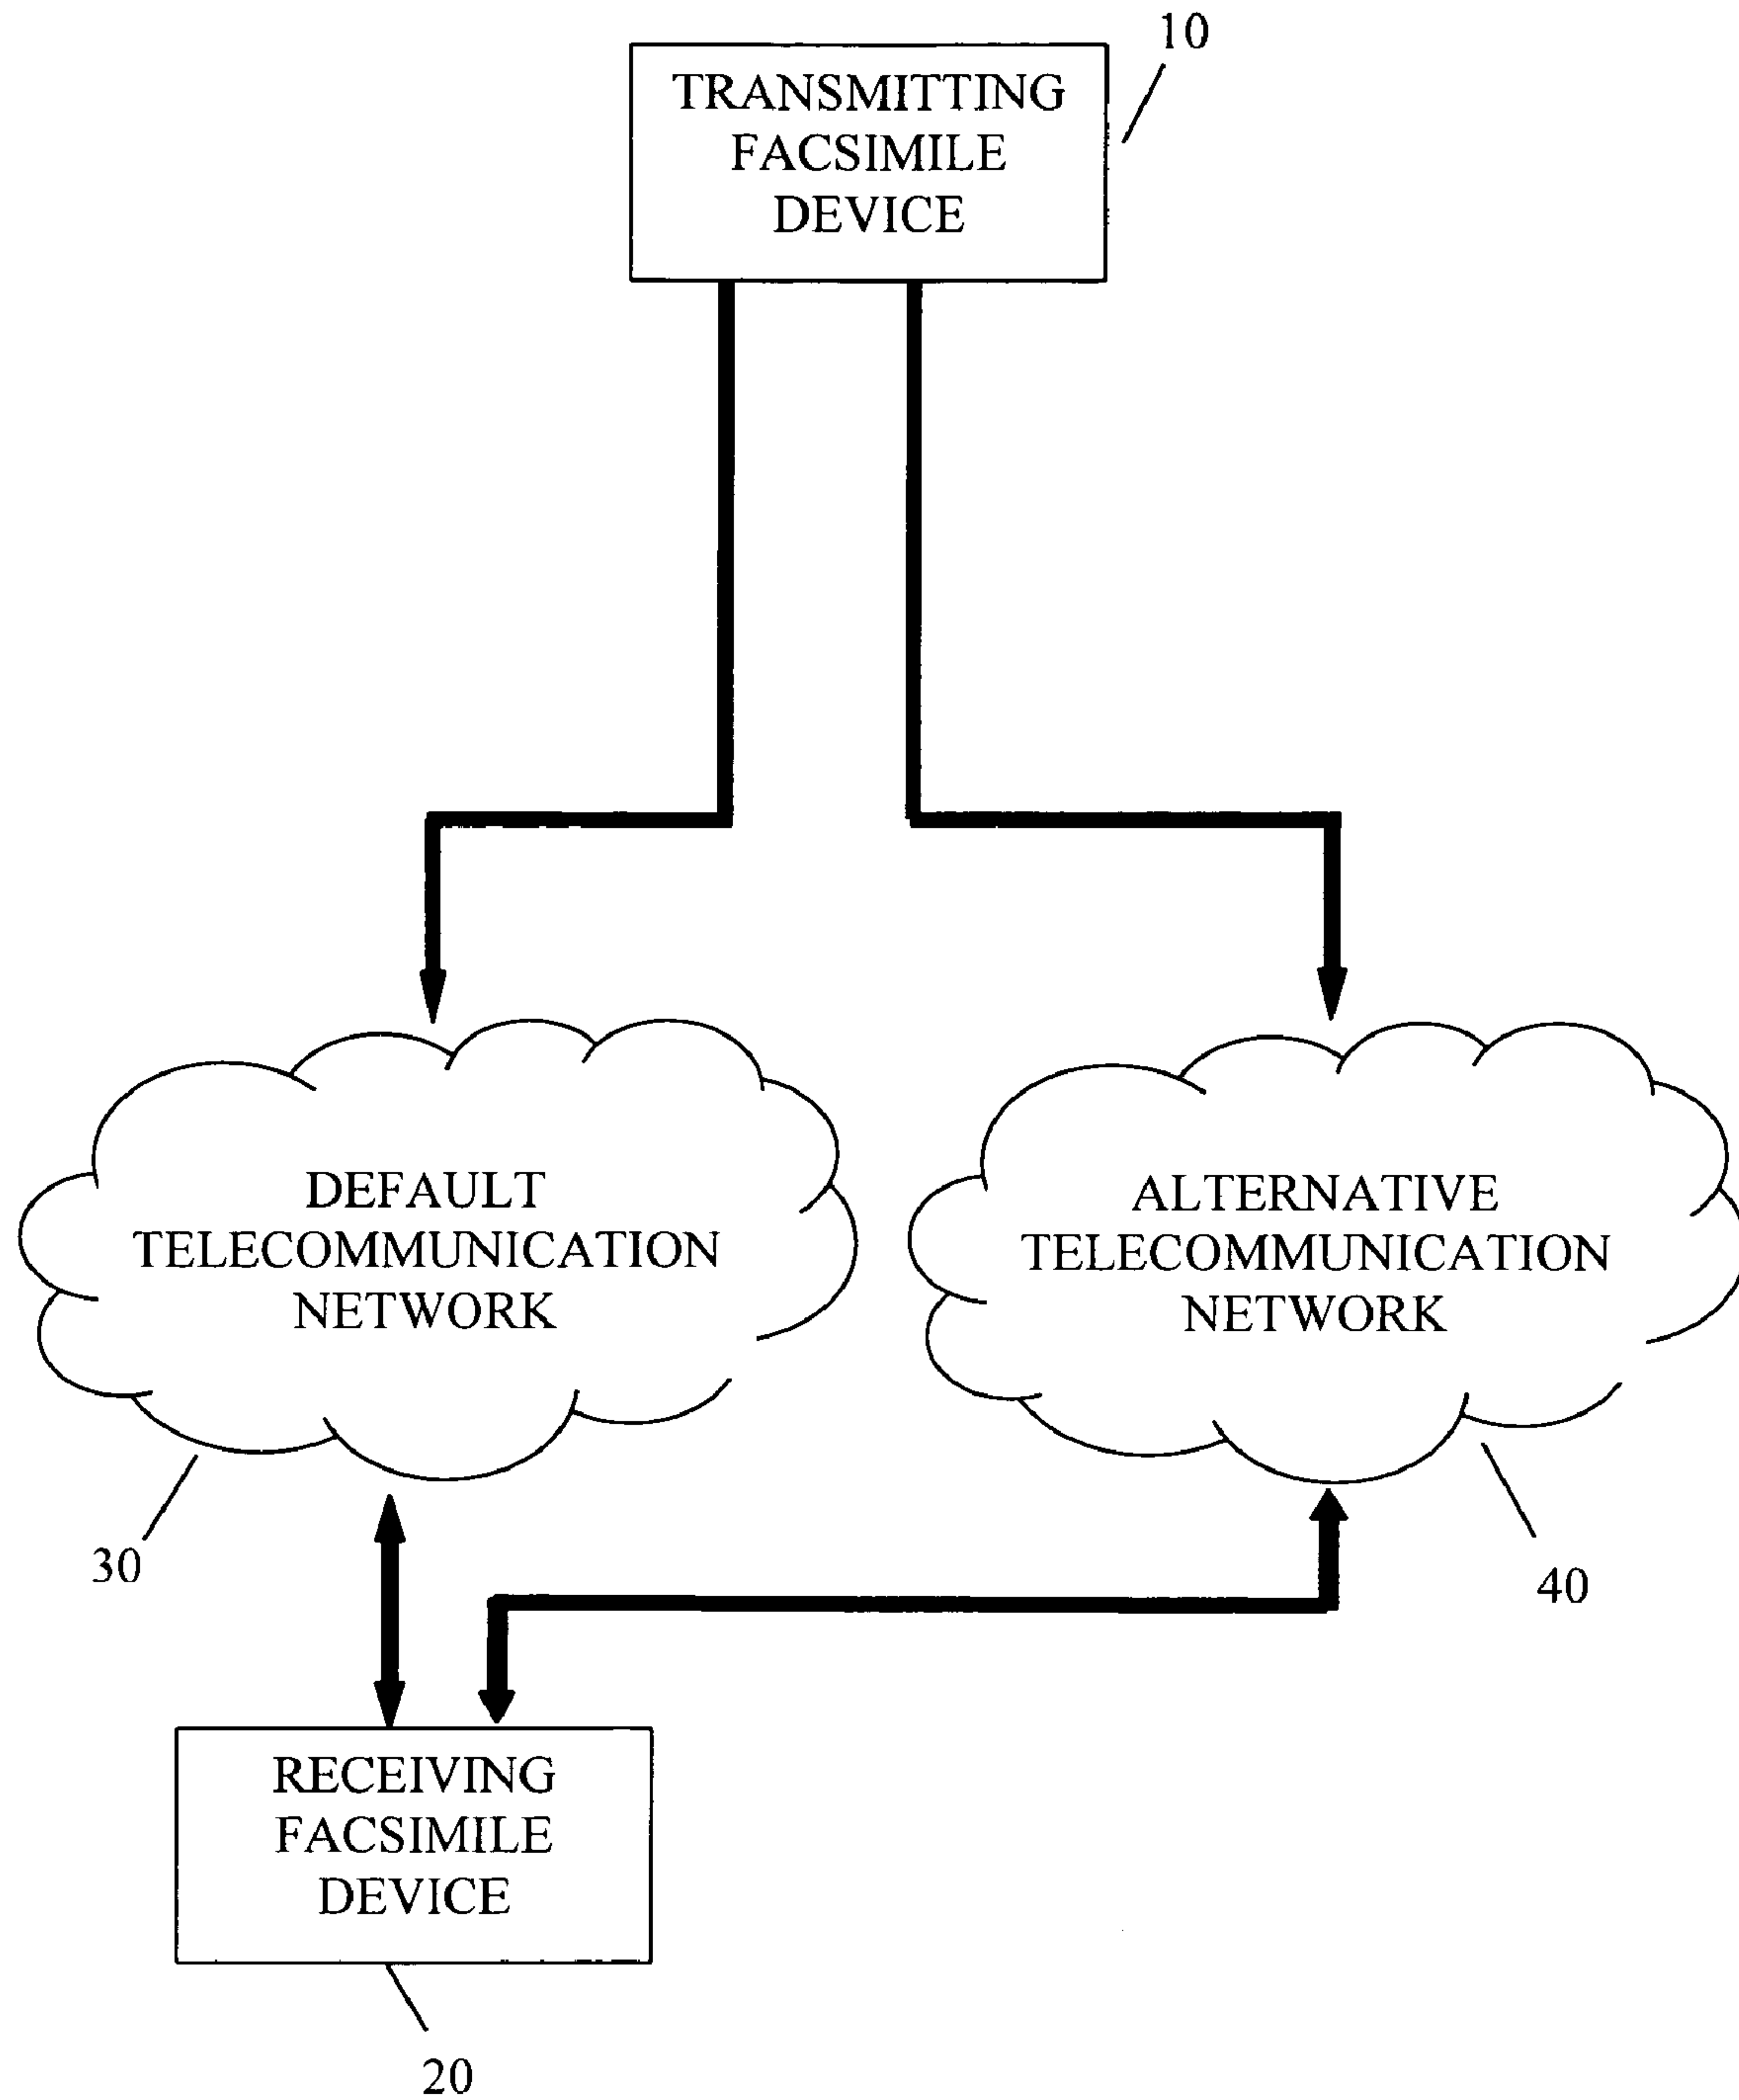 10
TRANSMITTING
FACSIMILE
DEVICE
DEFAULT
TELECOMMUNICATION
NETWORK
ALTERNATIVE
TELECOMMUNICATION
NETWORK
30
40
RECEIVING
FACSIMILE
DEVICE
20